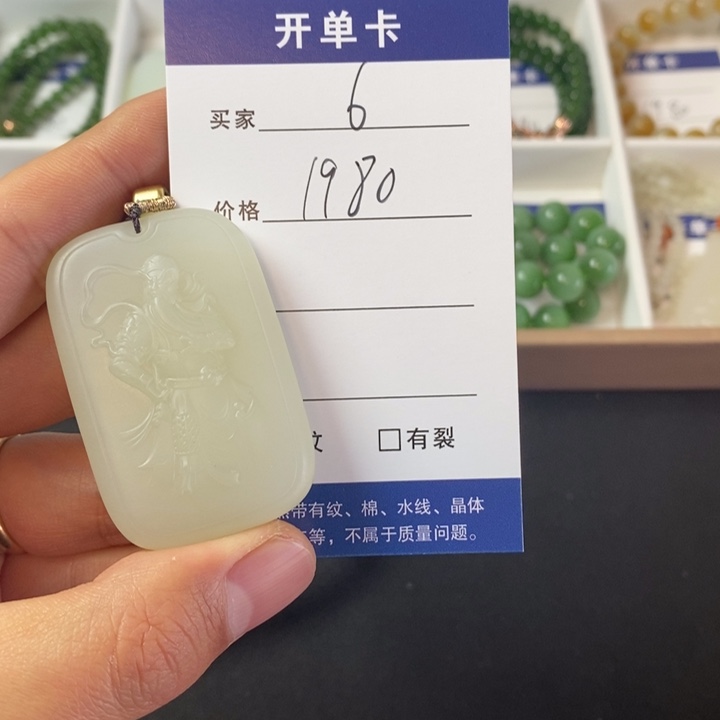 开单卡
买家 6
价格 1980
纹 □有裂
然带有纹、棉、水线、晶体
等，不属于质量问题。